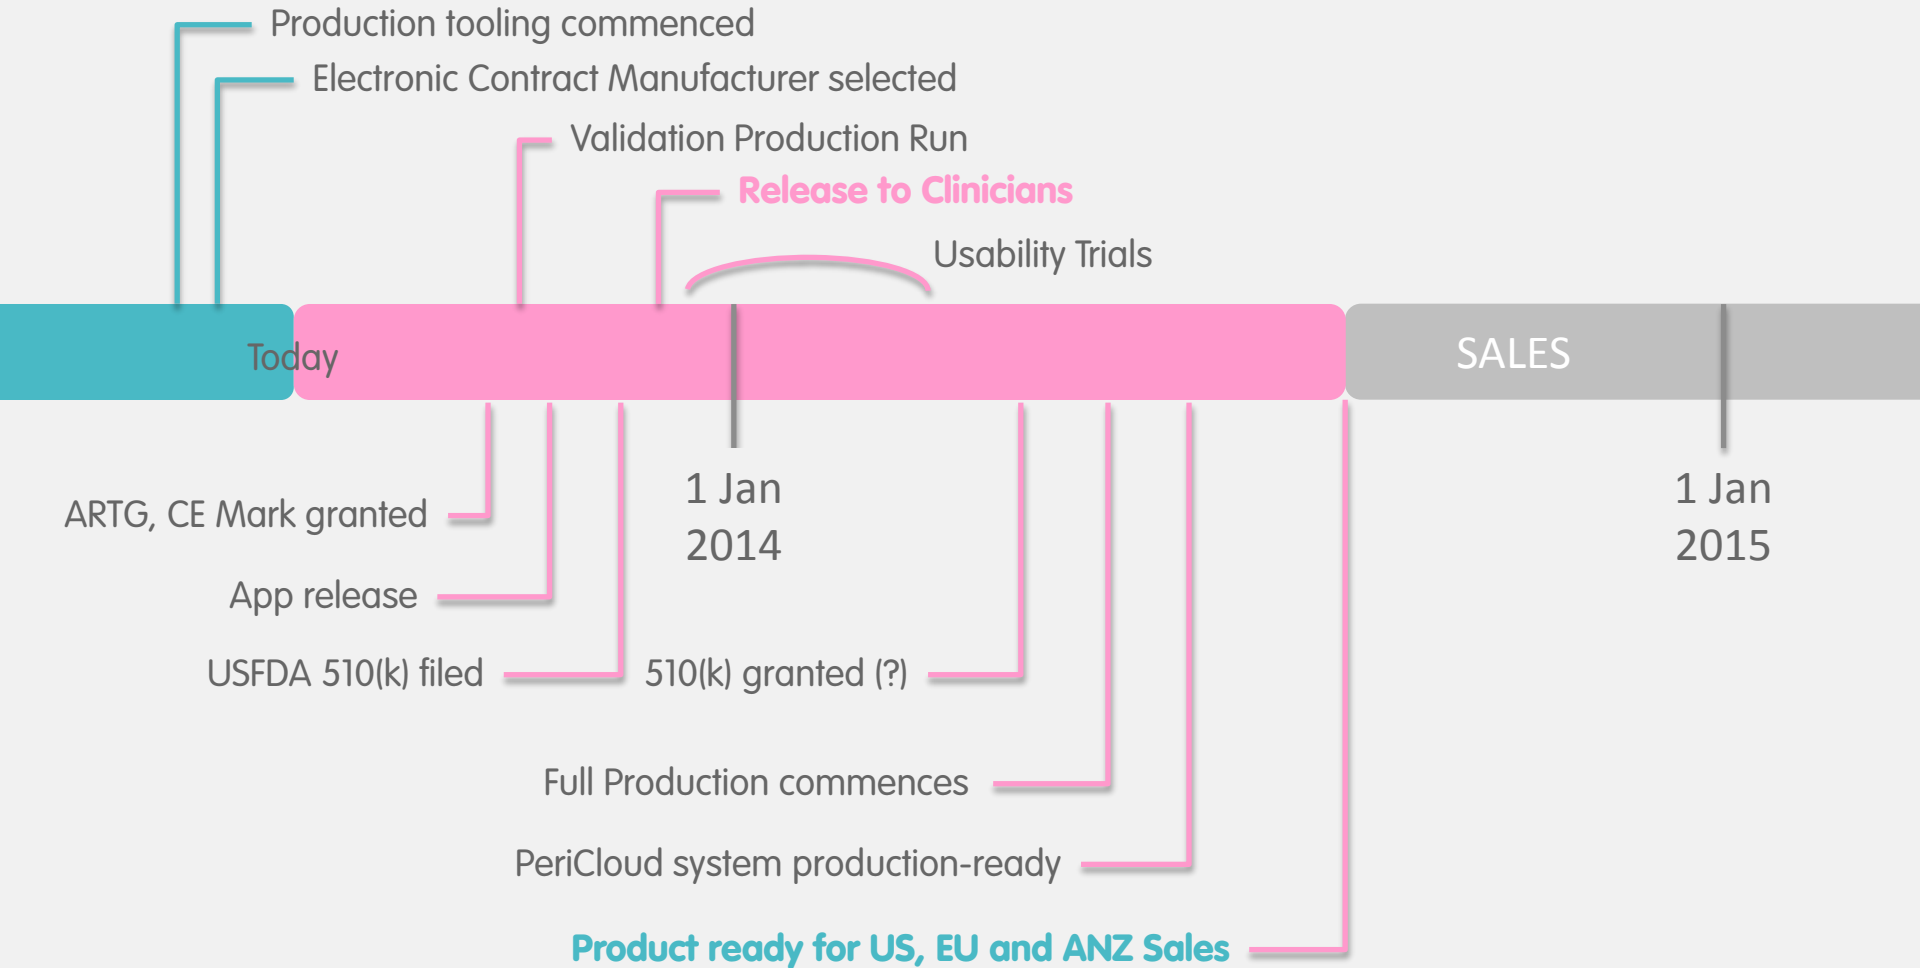 Production tooling commenced
Electronic Contract Manufacturer selected
Validation Production Run
Release to Clinicians
Usability Trials
Today
SALES
1 Jan
2014
1 Jan
2015
ARTG, CE Mark granted
App release
USFDA 510(k) filed
510(k) granted (?)
Full Production commences
PeriCloud system production-ready
Product ready for US, EU and ANZ Sales